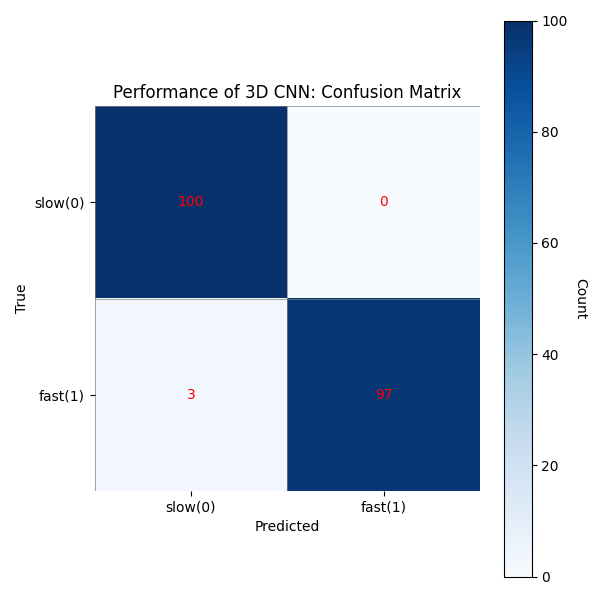 Performance of 3D CNN: Confusion Matrix
slow(0)
100
0
True
fast(1)
3
97
slow(0)
fast(1)
Predicted
100
80
60
40
20
0
Count